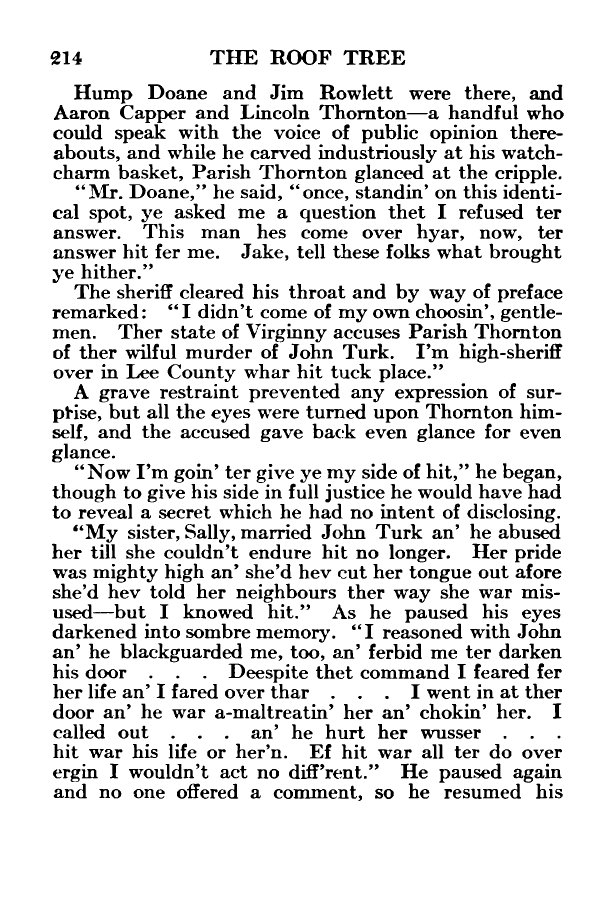 214 THE ROOF TREE
Hump Doane and Jim Rowlett were there, and
Aaron Capper and Lincoln Thornton—a handful who
could speak with the voice of public opinion there-
abouts, and while he carved industriously at his watch-
charm basket, Parish Thornton glanced at the cripple.
"Mr. Doane," he said, "once, standin' on this identi-
cal spot, ye asked me a question thet I refused ter
answer. This man hes come over hyar, now, ter
answer hit fer me. Jake, tell these folks what brought
ye hither."
The sheriff cleared his throat and by way of preface
remarked: "I didn't come of my own choosin', gentle-
men. Ther state of Virginny accuses Parish Thornton
of ther wilful murder of John Turk. I'm high-sheriff
over in Lee County whar hit tuck place."
A grave restraint prevented any expression of sur-
prise, but all the eyes were turned upon Thornton him-
self, and the accused gave back even glance for even
glance.
"Now I'm goin' ter give ye my side of hit," he began,
though to give his side in full justice he would have had
to reveal a secret which he had no intent of disclosing.
"My sister, Sally, married John Turk an' he abused
her till she couldn't endure hit no longer. Her pride
was mighty high an' she'd hev cut her tongue out afore
she'd hev told her neighbours ther way she war mis-
used—but I knowed hit." As he paused his eyes
darkened into sombre memory. "I reasoned with John
an' he blackguarded me, too, an' ferbid me ter darken
his door . . . Deespite thet command I feared fer
her life an' I fared over thar . . . I went in at ther
door an' he war a-maltreatin' her an' chokin' her. I
called out . . . an' he hurt her wusser . . .
hit war his life or her'n. Ef hit war all ter do over
ergin I wouldn't act no diff'rent." He paused again
and no one offered a comment, so he resumed his